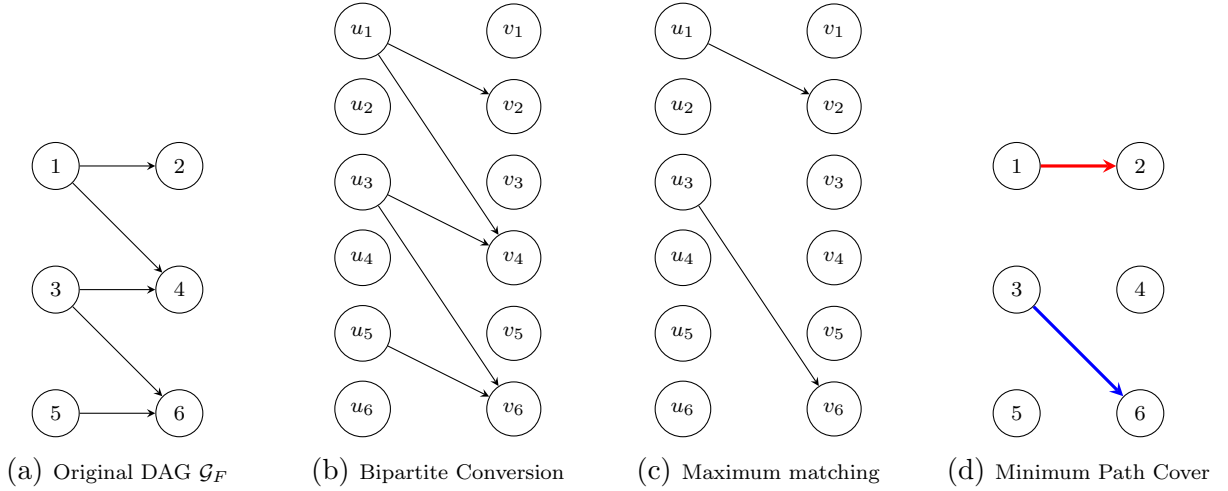 1 2
3 4
5 6
(a) Original DAG 𝒢_F
u₁ v₁
u₂ v₂
u₃ v₃
u₄ v₄
u₅ v₅
u₆ v₆
(b) Bipartite Conversion
u₁ v₁
u₂ v₂
u₃ v₃
u₄ v₄
u₅ v₅
u₆ v₆
(c) Maximum matching
1 2
3 4
5 6
(d) Minimum Path Cover